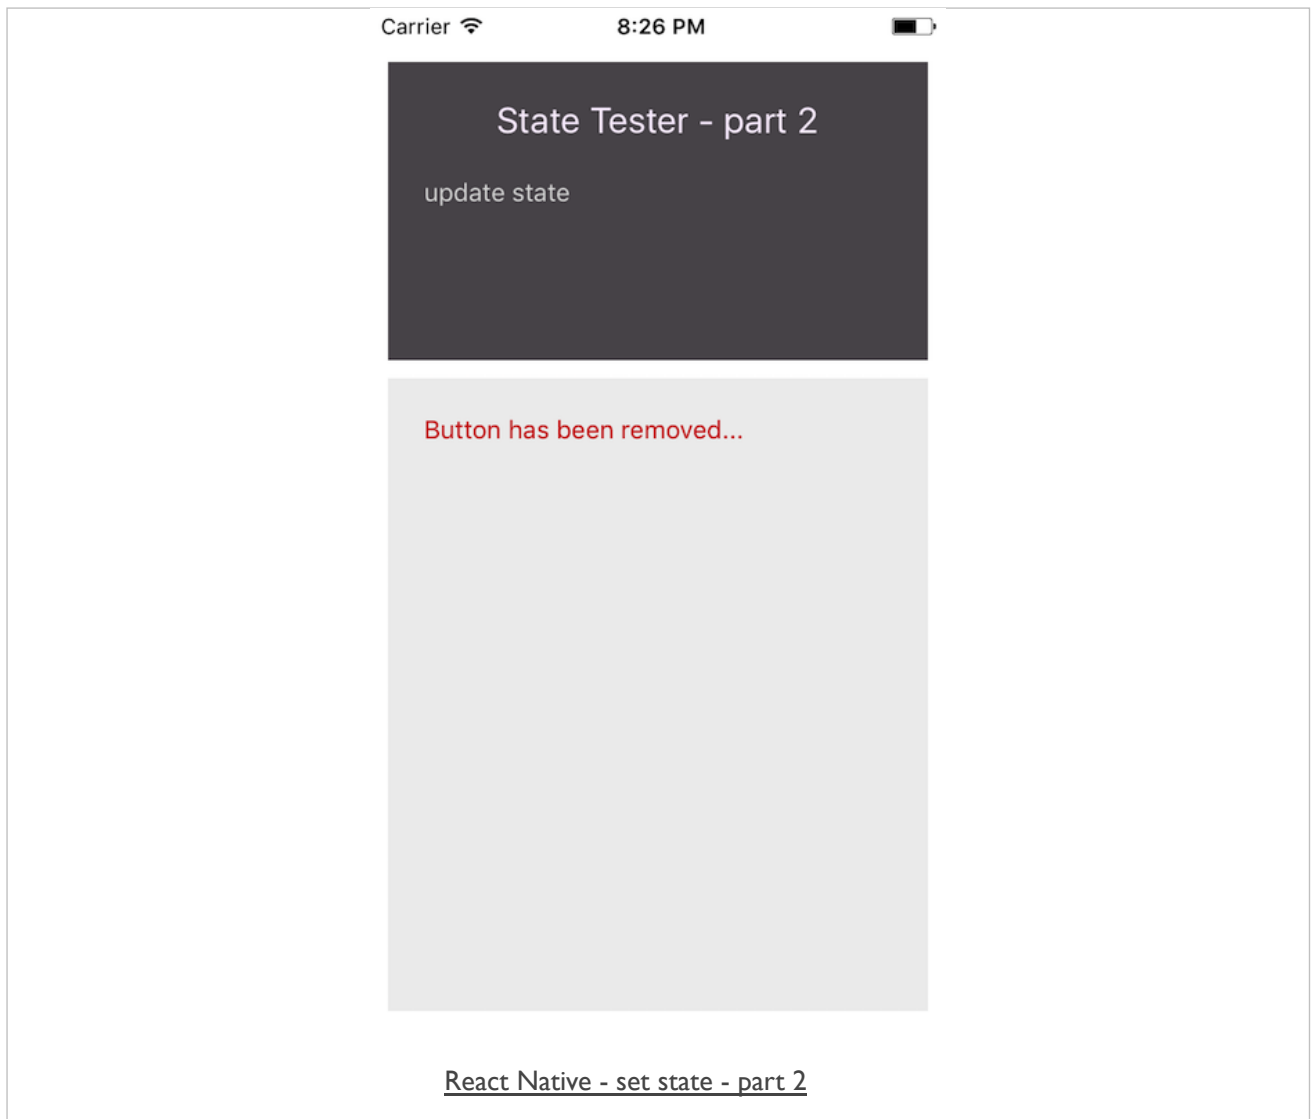 Carrier 8:26 PM
State Tester - part 2
update state
Button has been removed...
React Native - set state - part 2